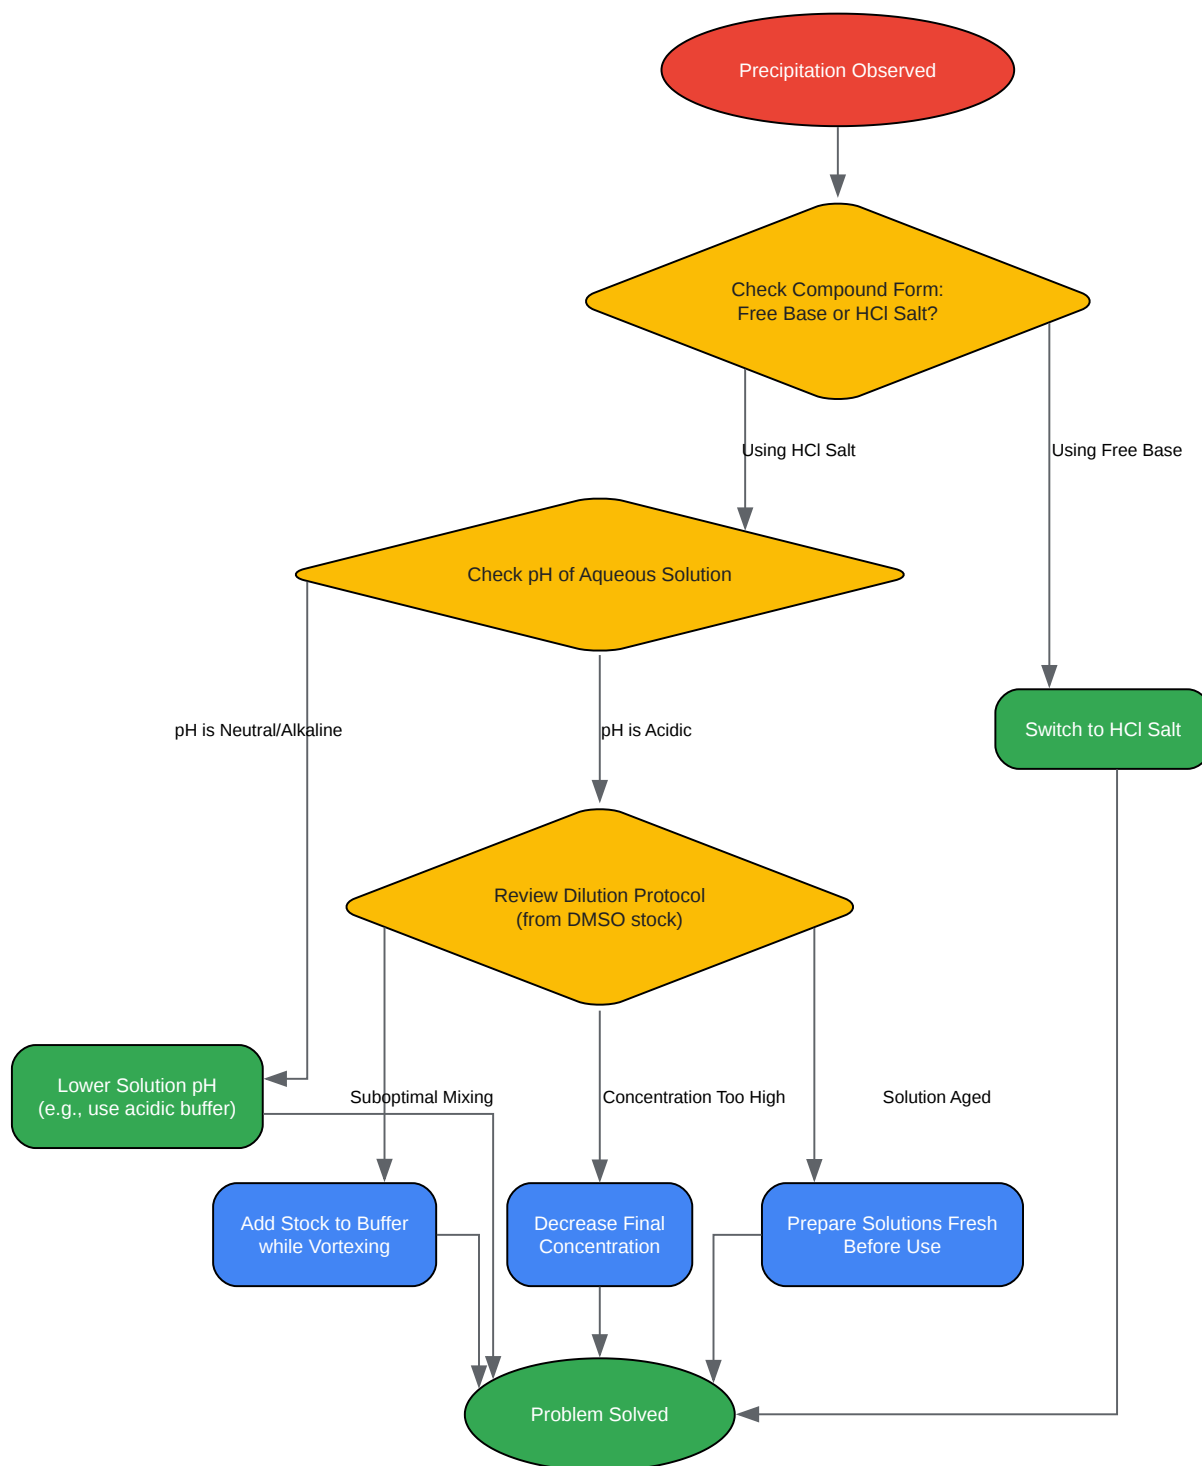 Precipitation Observed
Check Compound Form:
Free Base or HCl Salt?
Using HCl Salt
Using Free Base
Check pH of Aqueous Solution
pH is Neutral/Alkaline
pH is Acidic
Switch to HCl Salt
Review Dilution Protocol
(from DMSO stock)
Lower Solution pH
(e.g., use acidic buffer)
Suboptimal Mixing
Concentration Too High
Solution Aged
Add Stock to Buffer
while Vortexing
Decrease Final
Concentration
Prepare Solutions Fresh
Before Use
Problem Solved